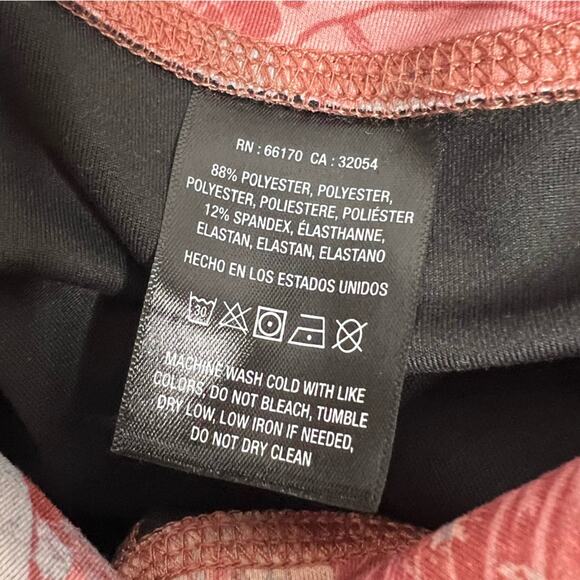 RN : 66170 CA : 32054
88% POLYESTER, POLYESTER,
POLYESTER, POLIESTERE, POLIÉSTER
12% SPANDEX, ÉLASTHANNE,
ELASTAN, ELASTAN, ELASTANO
HECHO EN LOS ESTADOS UNIDOS
30
MACHINE WASH COLD WITH LIKE
COLORS, DO NOT BLEACH, TUMBLE
DRY LOW, LOW IRON IF NEEDED,
DO NOT DRY CLEAN